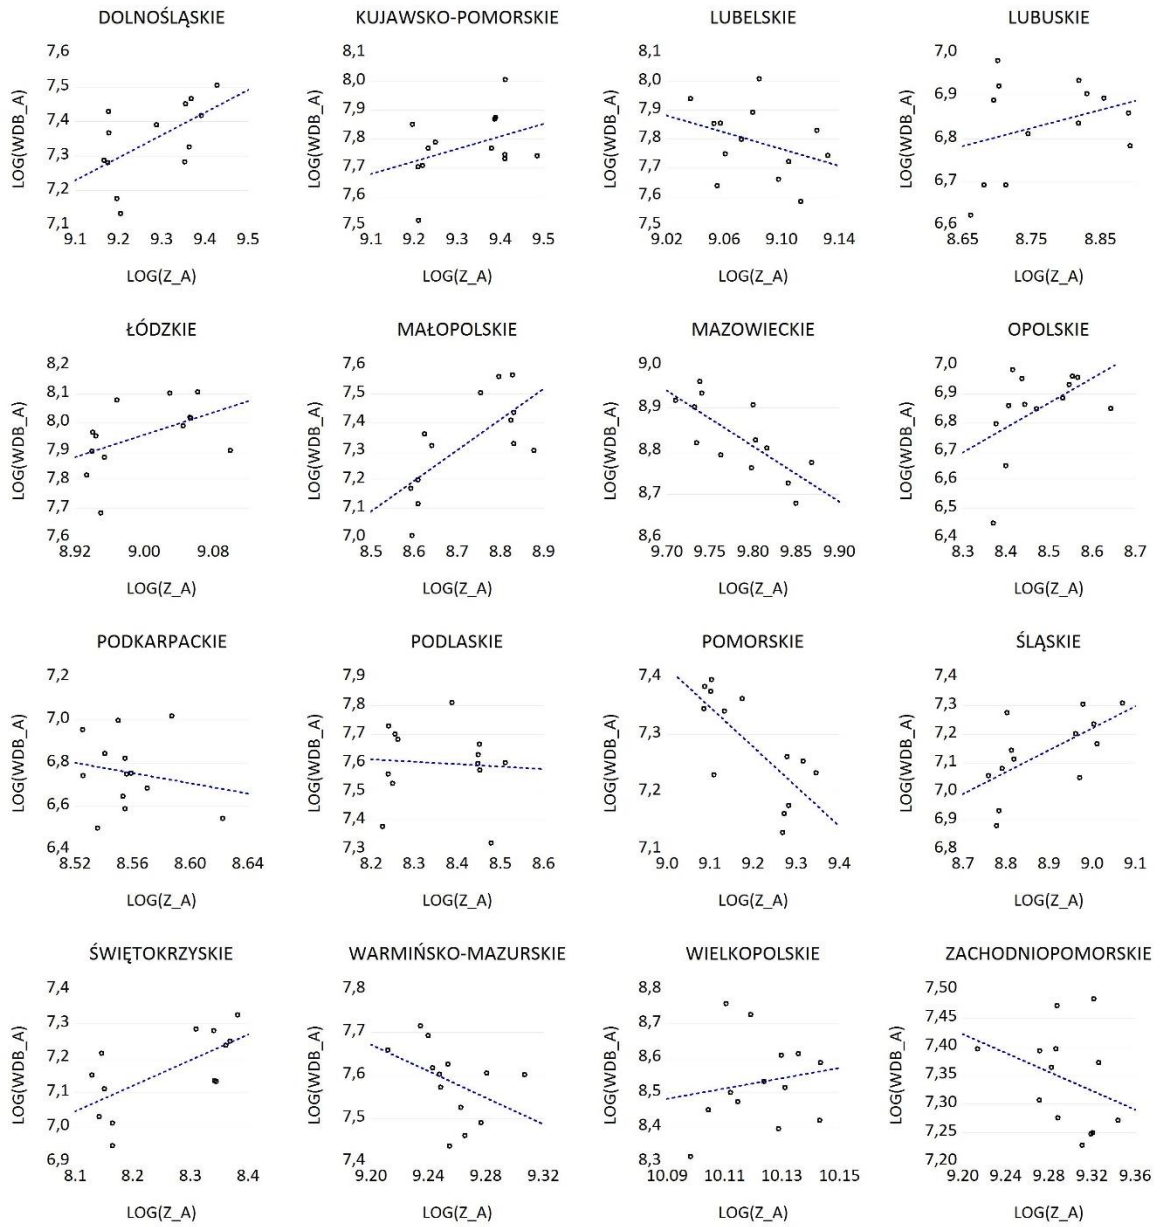 DOLNOŚLĄSKIE
KUJAWSKO-POMORSKIE
LUBELSKIE
LUBUSKIE
7,6
7,5
7,4
7,3
7,2
7,1
LOG(WDB_A)
9.1 9.2 9.3 9.4 9.5
LOG(Z_A)
8,1
8,0
7,9
7,8
7,7
7,6
7,5
LOG(WDB_A)
9.1 9.2 9.3 9.4 9.5
LOG(Z_A)
8,1
8,0
7,9
7,8
7,7
7,6
7,5
LOG(WDB_A)
9.02 9.06 9.10 9.14
LOG(Z_A)
7,0
6,9
6,8
6,7
6,6
LOG(WDB_A)
8.65 8.75 8.85
LOG(Z_A)
ŁÓDZKIE
MAŁOPOLSKIE
MAZOWIECKIE
OPOLSKIE
8,2
8,1
8,0
7,9
7,8
7,7
7,6
LOG(WDB_A)
8.92 9.00 9.08
LOG(Z_A)
7,6
7,5
7,4
7,3
7,2
7,1
7,0
LOG(WDB_A)
8.5 8.6 8.7 8.8 8.9
LOG(Z_A)
9,0
8,9
8,8
8,7
8,6
LOG(WDB_A)
9.70 9.75 9.80 9.85 9.90
LOG(Z_A)
7,0
6,9
6,8
6,7
6,6
6,5
6,4
LOG(WDB_A)
8.3 8.4 8.5 8.6 8.7
LOG(Z_A)
PODKARPACKIE
PODLASKIE
POMORSKIE
ŚLĄSKIE
7,2
7,0
6,8
6,6
6,4
LOG(WDB_A)
8.52 8.56 8.60 8.64
LOG(Z_A)
7,9
7,8
7,7
7,6
7,5
7,4
7,3
LOG(WDB_A)
8.2 8.3 8.4 8.5 8.6
LOG(Z_A)
7,4
7,3
7,2
7,1
LOG(WDB_A)
9.0 9.1 9.2 9.3 9.4
LOG(Z_A)
7,4
7,3
7,2
7,1
7,0
6,9
6,8
LOG(WDB_A)
8.7 8.8 8.9 9.0 9.1
LOG(Z_A)
ŚWIĘTOKRZYSKIE
WARMIŃSKO-MAZURSKIE
WIELKOPOLSKIE
ZACHODNIOPOMORSKIE
7,4
7,3
7,2
7,1
7,0
6,9
LOG(WDB_A)
8.1 8.2 8.3 8.4
LOG(Z_A)
7,8
7,7
7,6
7,5
7,4
LOG(WDB_A)
9.20 9.24 9.28 9.32
LOG(Z_A)
8,8
8,7
8,6
8,5
8,4
8,3
LOG(WDB_A)
10.09 10.11 10.13 10.15
LOG(Z_A)
7,50
7,45
7,40
7,35
7,30
7,25
7,20
LOG(WDB_A)
9.20 9.24 9.28 9.32 9.36
LOG(Z_A)